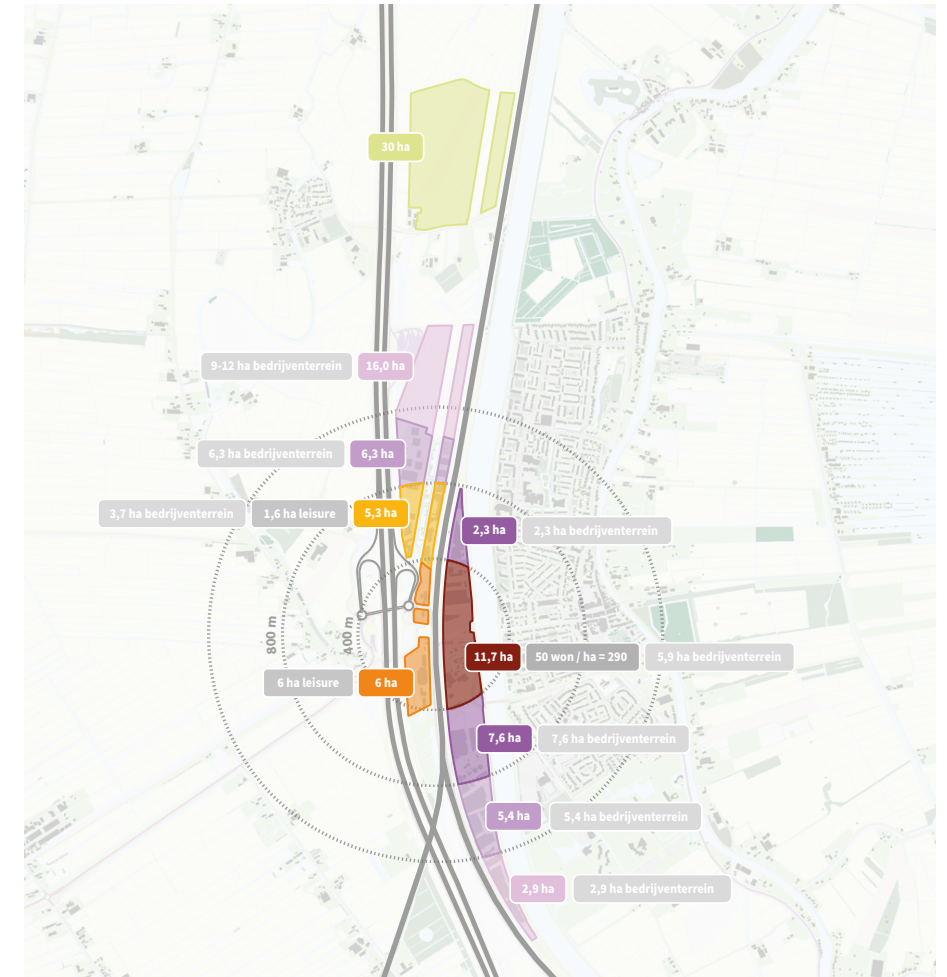 30 ha
9-12 ha bedrijventerrein 16,0 ha
6,3 ha bedrijventerrein 6,3 ha
3,7 ha bedrijventerrein 1,6 ha leisure 5,3 ha
2,3 ha 2,3 ha bedrijventerrein
800 m
400 m
11,7 ha 50 won / ha = 290 5,9 ha bedrijventerrein
6 ha leisure 6 ha
7,6 ha 7,6 ha bedrijventerrein
5,4 ha 5,4 ha bedrijventerrein
2,9 ha 2,9 ha bedrijventerrein